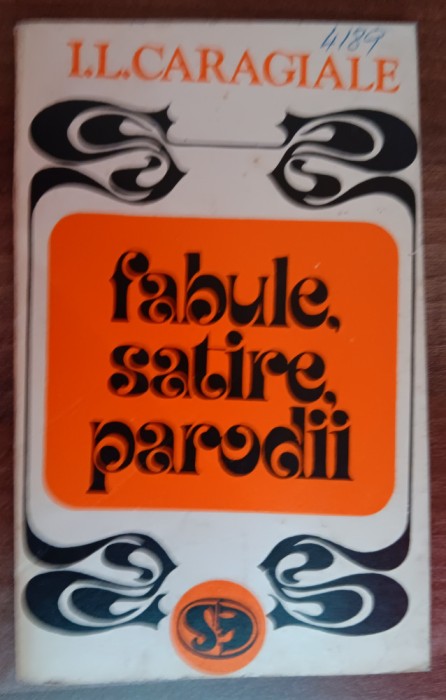 4189
I.L.CARAGIALE
fabule,
satire,
parodii